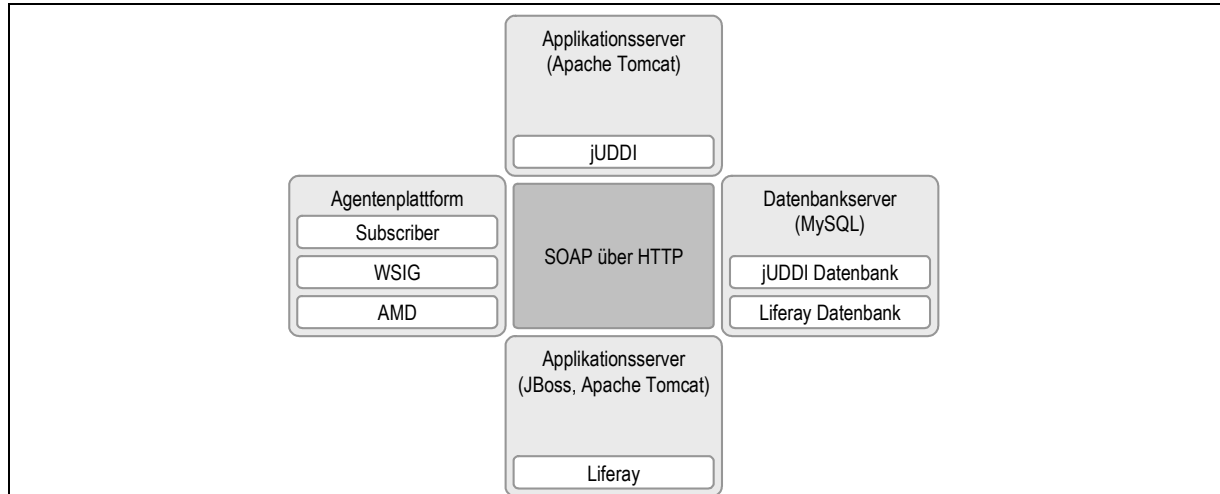 Applikationsserver
(Apache Tomcat)
jUDDI
Agentenplattform
Subscriber
WSIG
AMD
SOAP über HTTP
Datenbankserver
(MySQL)
jUDDI Datenbank
Liferay Datenbank
Applikationsserver
(JBoss, Apache Tomcat)
Liferay